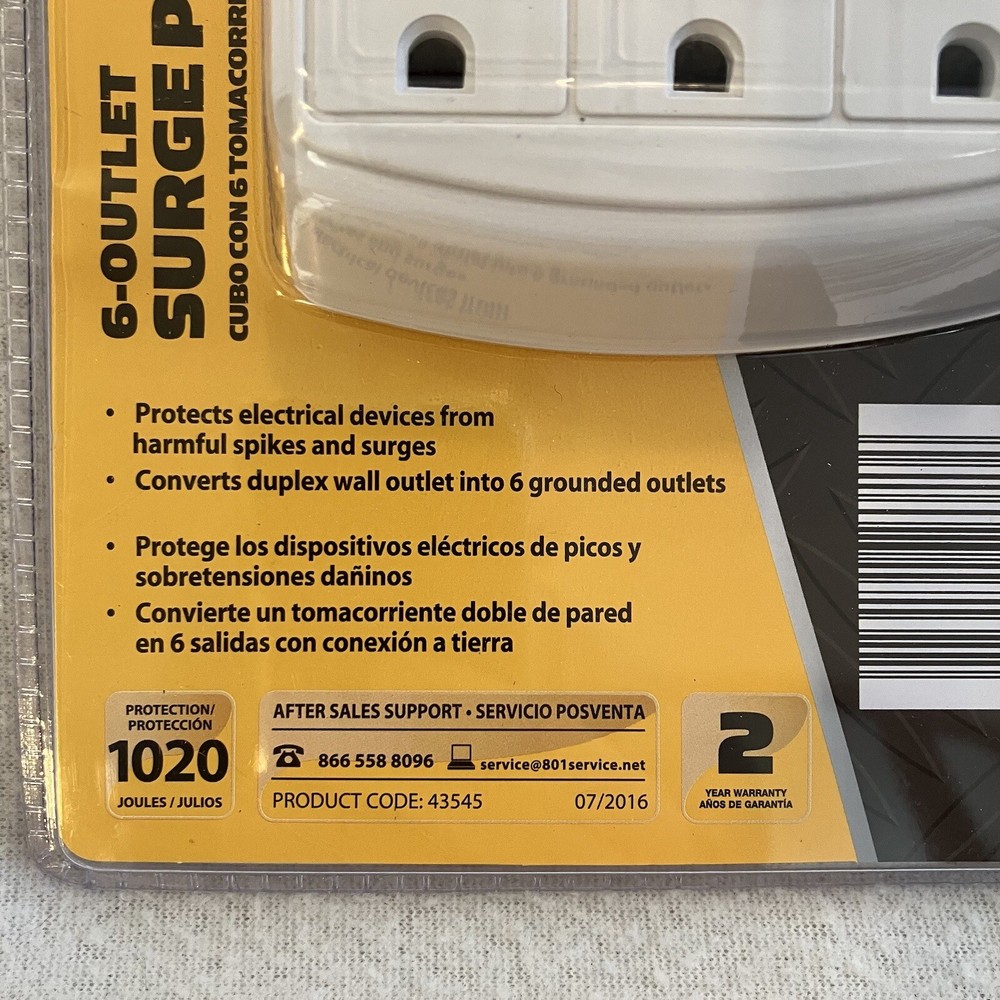 6-OUTLET
SURGE P
CUBO CON 6 TOMACORRI
• Protects electrical devices from
harmful spikes and surges
• Converts duplex wall outlet into 6 grounded outlets
• Protege los dispositivos eléctricos de picos y
sobretensiones dañinos
• Convierte un tomacorriente doble de pared
en 6 salidas con conexión a tierra
PROTECTION/
PROTECCIÓN
1020
JOULES / JULIOS
AFTER SALES SUPPORT • SERVICIO POSVENTA
866 558 8096 service@801service.net
PRODUCT CODE: 43545 07/2016
2
YEAR WARRANTY
AÑOS DE GARANTÍA